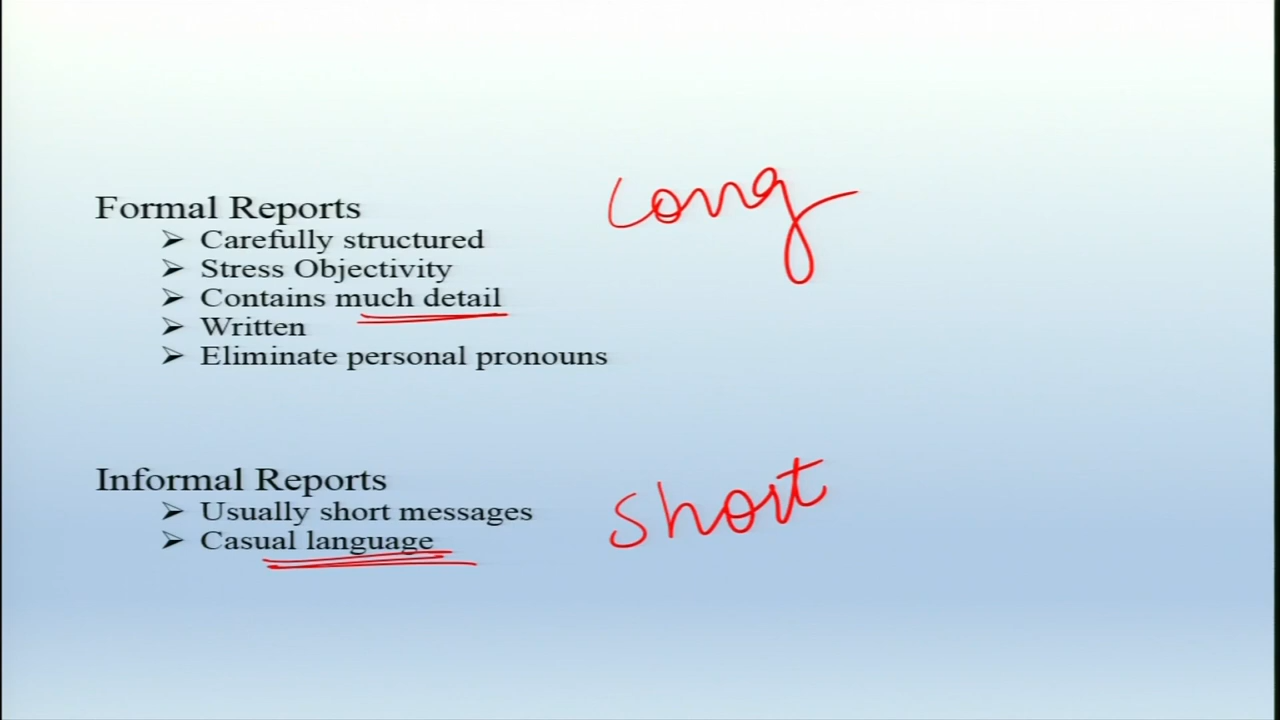 Formal Reports
Long
Carefully structured
Stress Objectivity
Contains much detail
Written
Eliminate personal pronouns
Informal Reports
Usually short messages
Short
Casual language